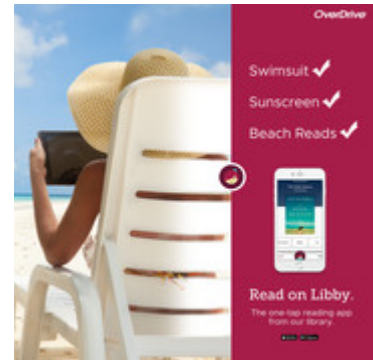 OverDrive
Swimsuit ✔
Sunscreen ✔
Beach Reads ✔
Read on Libby.
The one-tap reading app
from our library.